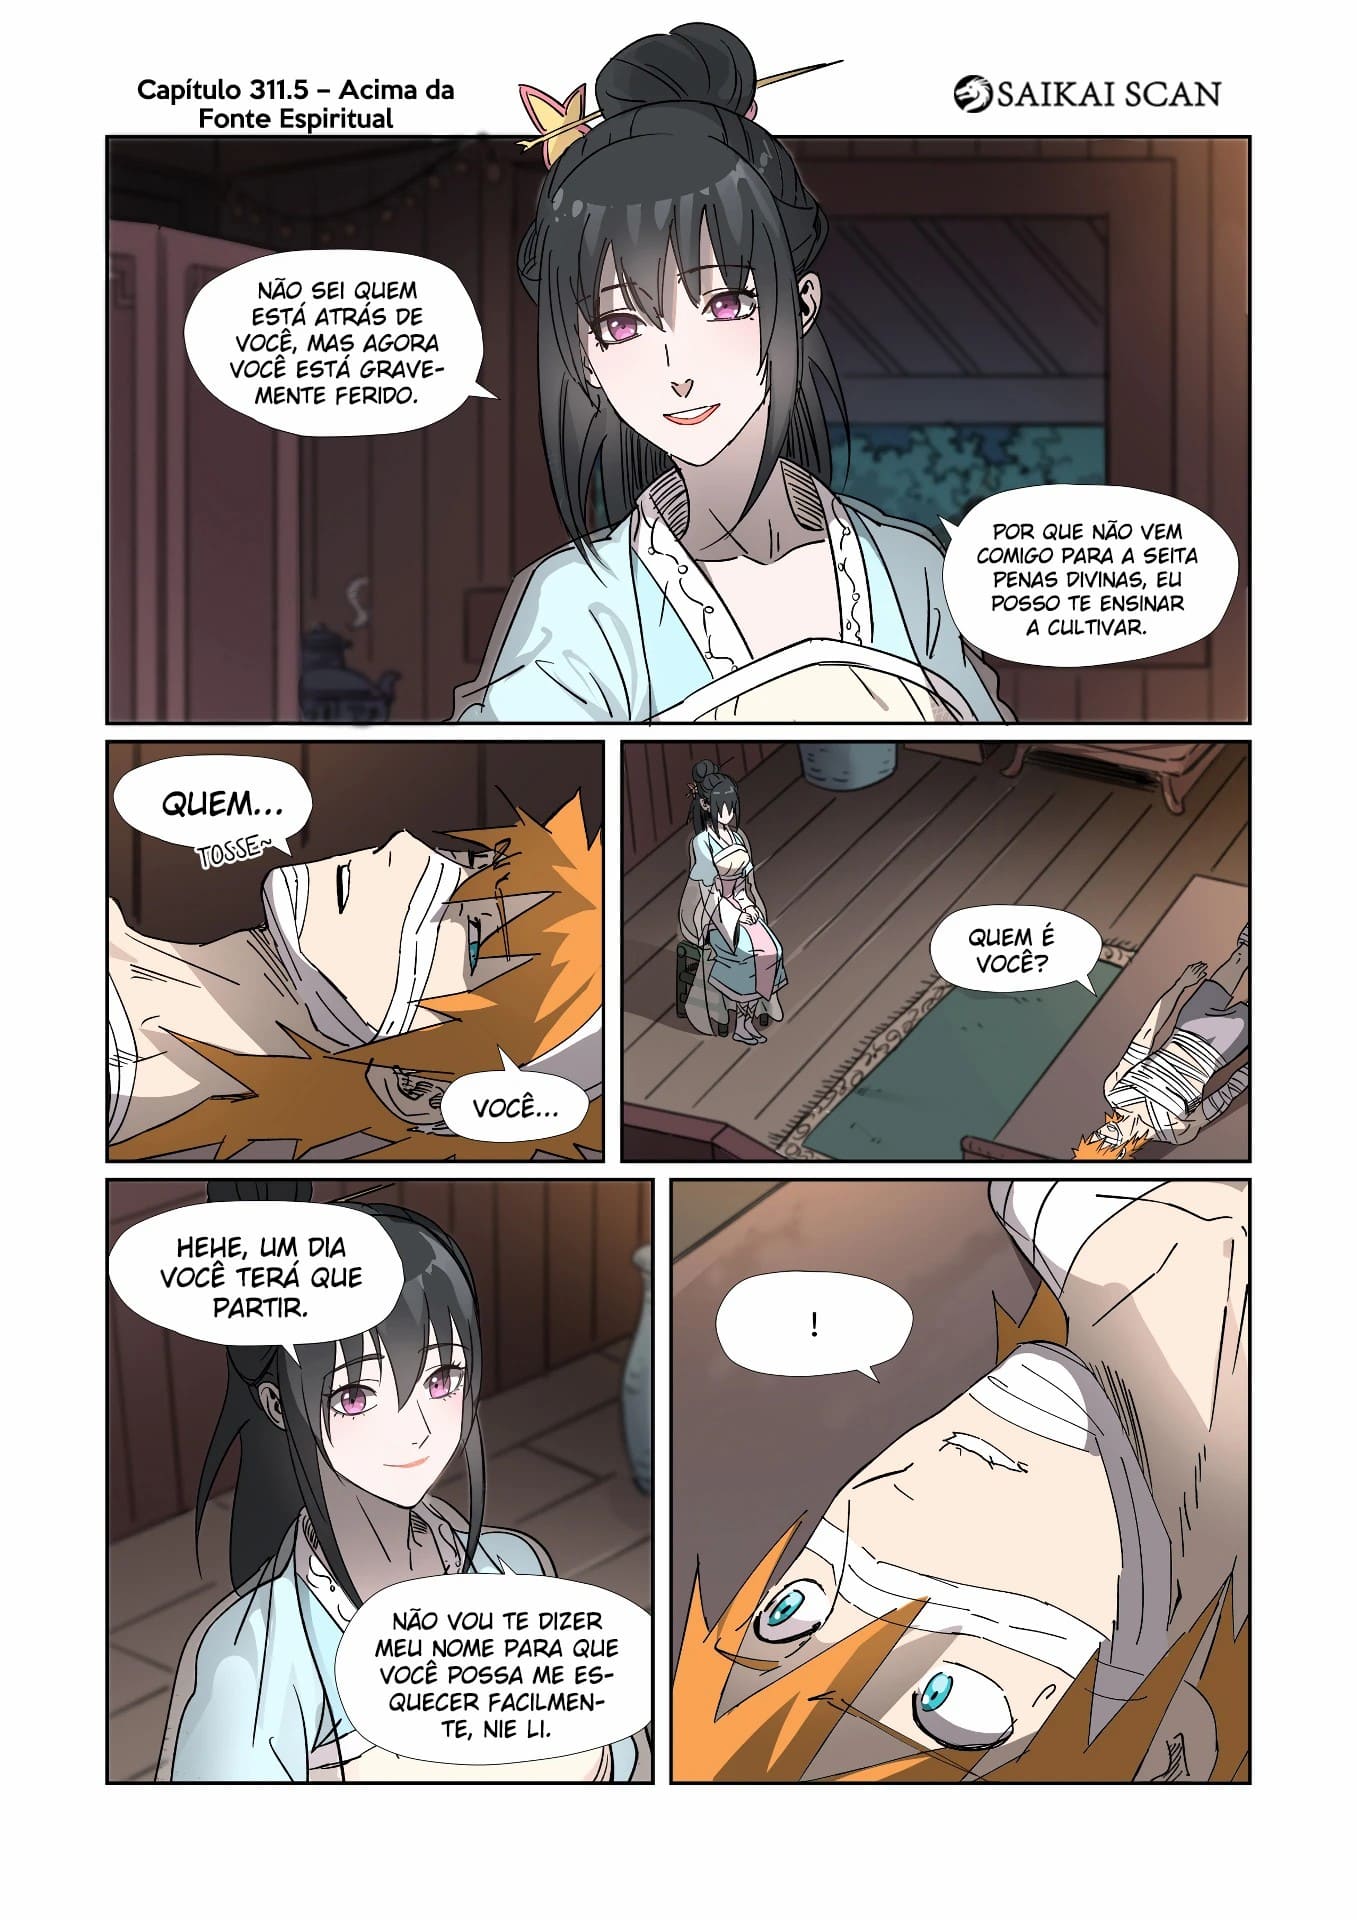 Capítulo 311.5 – Acima da
Fonte Espiritual
SAIKAI SCAN
NÃO SEI QUEM
ESTÁ ATRÁS DE
VOCÊ, MAS AGORA
VOCÊ ESTÁ GRAVE-
MENTE FERIDO.
POR QUE NÃO VEM
COMIGO PARA A SEITA
PENAS DIVINAS, EU
POSSO TE ENSINAR
A CULTIVAR.
QUEM...
TOSSE~
VOCÊ...
QUEM É
VOCÊ?
HEHE, UM DIA
VOCÊ TERÁ QUE
PARTIR.
NÃO VOU TE DIZER
MEU NOME PARA QUE
VOCÊ POSSA ME ES-
QUECER FACILMEN-
TE, NIE LI.
!